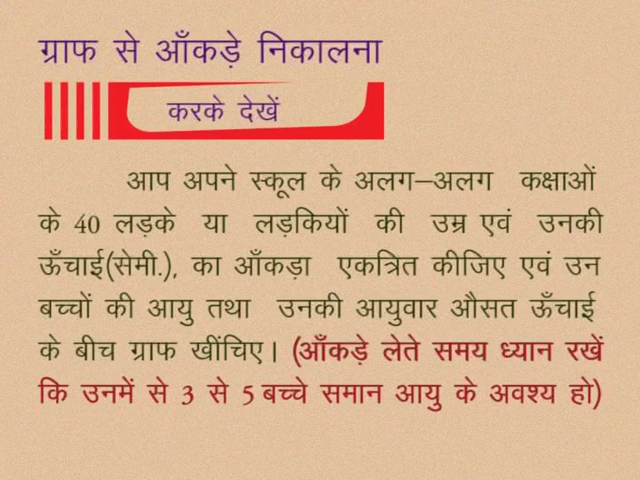 ग्राफ से आँकड़े निकालना
करके देखें
आप अपने स्कूल के अलग–अलग कक्षाओं
के 40 लड़के या लड़कियों की उम्र एवं उनकी
ऊँचाई(सेमी.), का आँकड़ा एकत्रित कीजिए एवं उन
बच्चों की आयु तथा उनकी आयुवार औसत ऊँचाई
के बीच ग्राफ खींचिए। (आँकड़े लेते समय ध्यान रखें
कि उनमें से 3 से 5 बच्चे समान आयु के अवश्य हो)